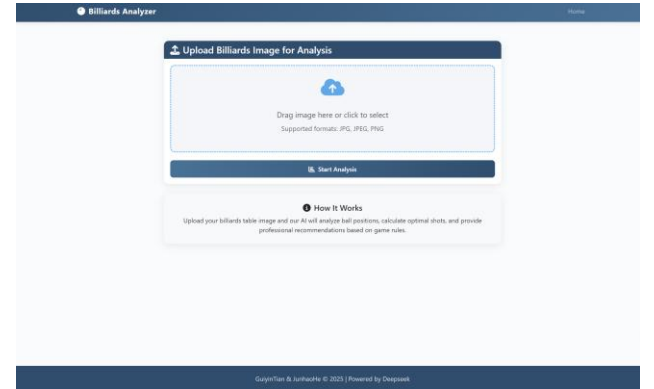 Billiards Analyzer
Home
Upload Billiards Image for Analysis
Drag image here or click to select
Supported formats: JPG, JPEG, PNG
Start Analysis
How It Works
Upload your billiards table image and our AI will analyze ball positions, calculate optimal shots, and provide
professional recommendations based on game rules.
GuiyinTian & JunhaoHe © 2025 | Powered by Deepseek